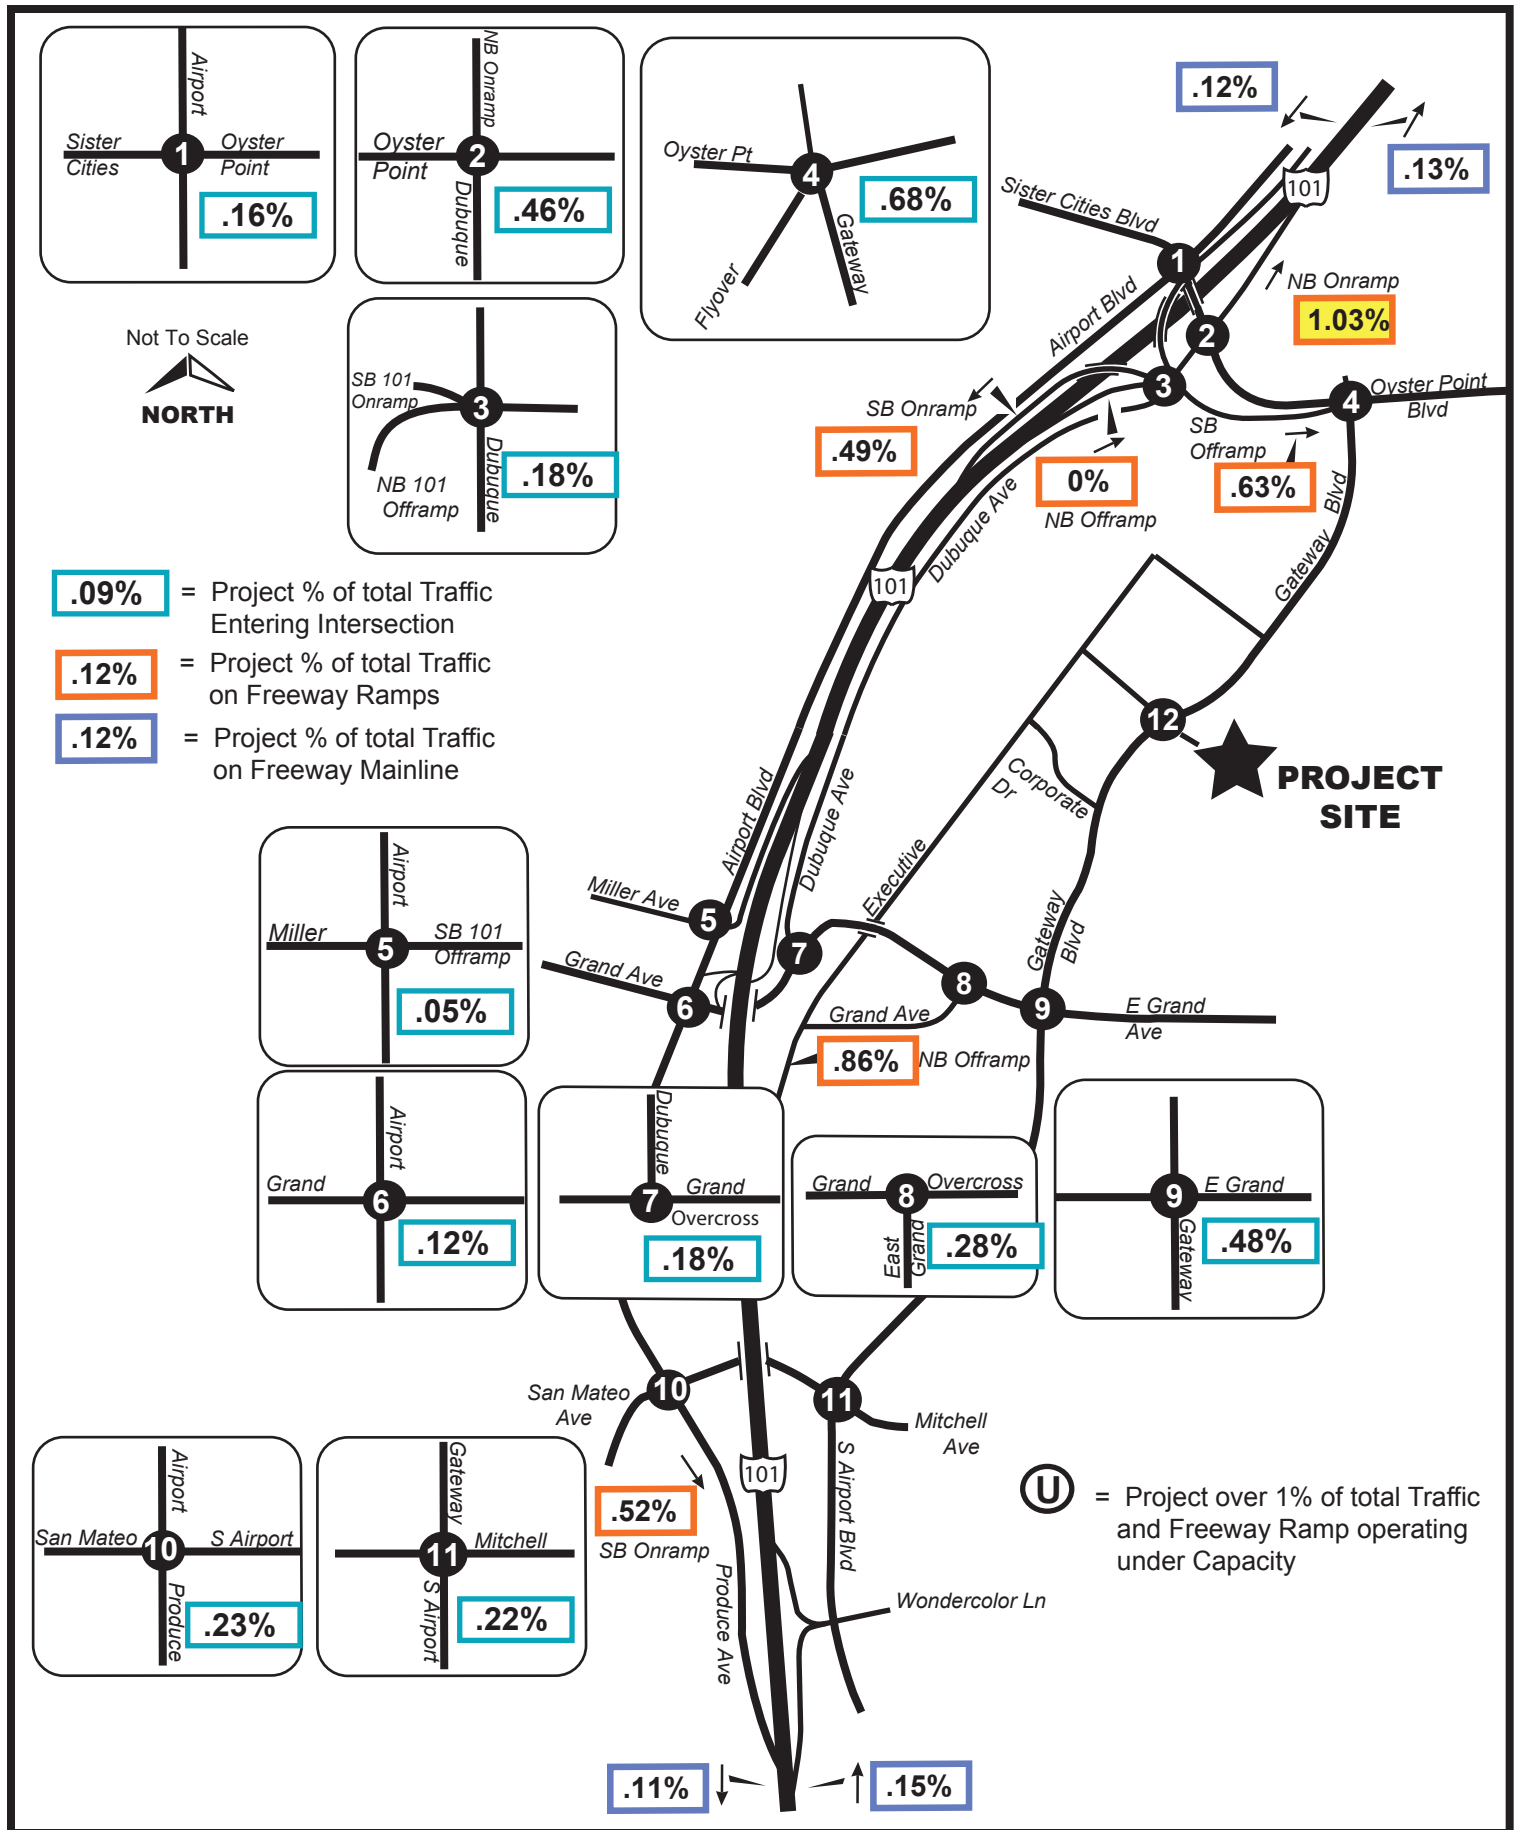 Airport
Sister
Cities
1
Oyster
Point
.16%
NB Onramp
Oyster
Point
2
Dubuque
.46%
Oyster Pt
4
.68%
Gateway
Flyover
.12%
.13%
101
Sister Cities Blvd
1
NB Onramp
1.03%
Airport Blvd
2
3
4
Oyster Point
Blvd
SB Onramp
.49%
SB
Offramp
.63%
0%
NB Offramp
Dubuque Ave
Gateway Blvd
Not To Scale
NORTH
SB 101
Onramp
3
Dubuque
NB 101
Offramp
.18%
.09% = Project % of total Traffic
Entering Intersection
.12% = Project % of total Traffic
on Freeway Ramps
.12% = Project % of total Traffic
on Freeway Mainline
101
12
PROJECT
SITE
Corporate
Dr
Airport Blvd
Dubuque Ave
Executive
Gateway
Blvd
Miller Ave
5
7
Grand Ave
6
8
9
Grand Ave
E Grand
Ave
.86%
NB Offramp
Airport
Miller
5
SB 101
Offramp
.05%
Airport
Grand
6
.12%
Dubuque
7
Grand
Overcross
.18%
Grand
8
Overcross
East
Grand
.28%
9
E Grand
Gateway
.48%
San Mateo
Ave
10
11
Mitchell
Ave
101
S Airport Blvd
.52%
SB Onramp
Produce Ave
Wondercolor Ln
U = Project over 1% of total Traffic
and Freeway Ramp operating
under Capacity
Airport
San Mateo
10
S Airport
Produce
.23%
Gateway
11
Mitchell
S Airport
.22%
.11%
.15%